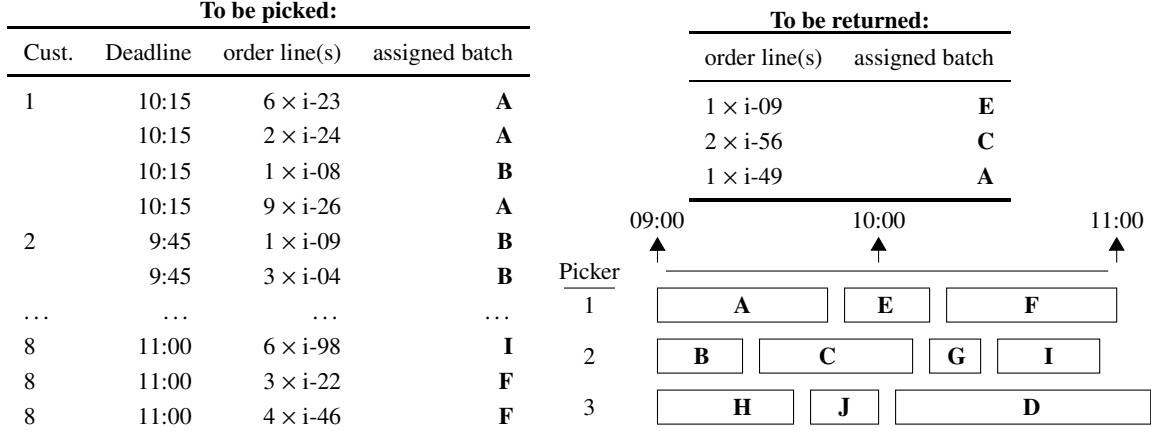 To be picked:
Cust. Deadline order line(s) assigned batch
1 10:15 6 × i-23 A
10:15 2 × i-24 A
10:15 1 × i-08 B
10:15 9 × i-26 A
2 9:45 1 × i-09 B
9:45 3 × i-04 B
... ... ... ...
8 11:00 6 × i-98 I
8 11:00 3 × i-22 F
8 11:00 4 × i-46 F
To be returned:
order line(s) assigned batch
1 × i-09 E
2 × i-56 C
1 × i-49 A
09:00 10:00 11:00
Picker
1 A E F
2 B C G I
3 H J D